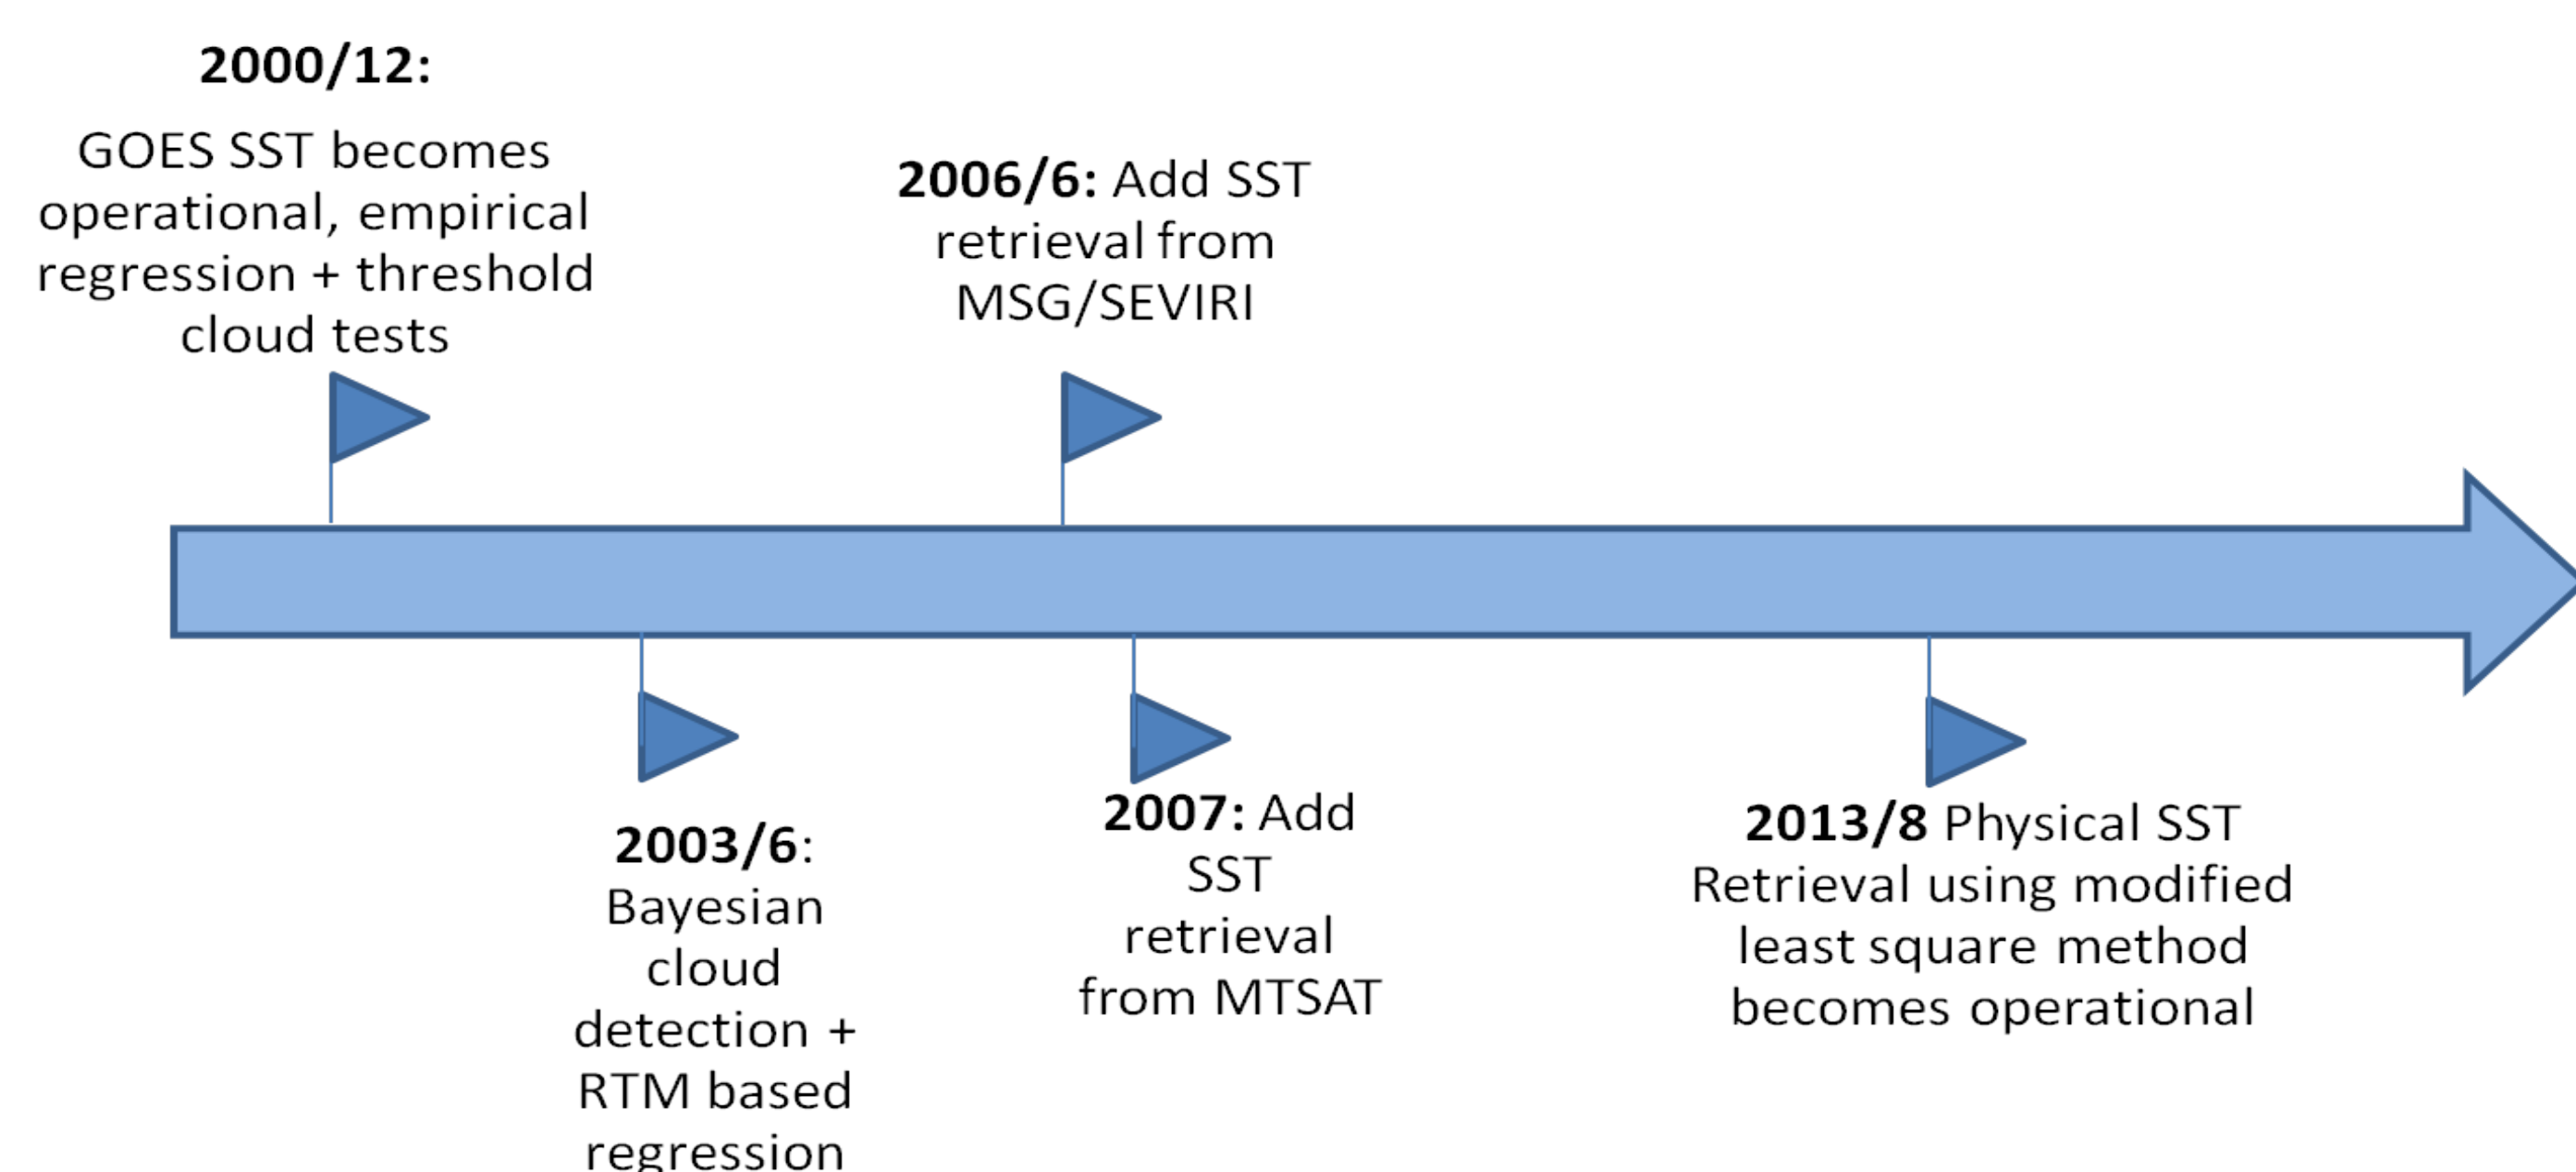 2000/12:
GOES SST becomes
operational, empirical
regression + threshold
cloud tests
2006/6: Add SST
retrieval from
MSG/SEVIRI
2003/6:
Bayesian
cloud
detection +
RTM based
regression
2007: Add
SST
retrieval
from MTSAT
2013/8 Physical SST
Retrieval using modified
least square method
becomes operational